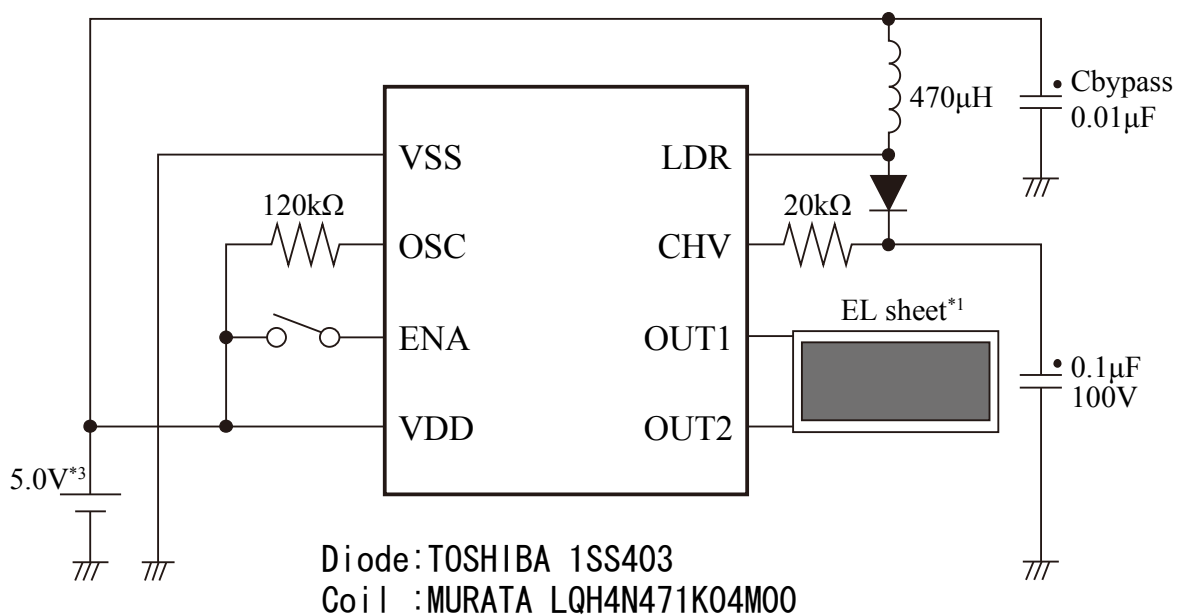 470μH
Cbypass
0.01μF
VSS
LDR
120kΩ
20kΩ
OSC
CHV
EL sheet*1
ENA
OUT1
0.1μF
100V
VDD
OUT2
5.0V*3
Diode:TOSHIBA 1SS403
Coil :MURATA LQH4N471K04M00